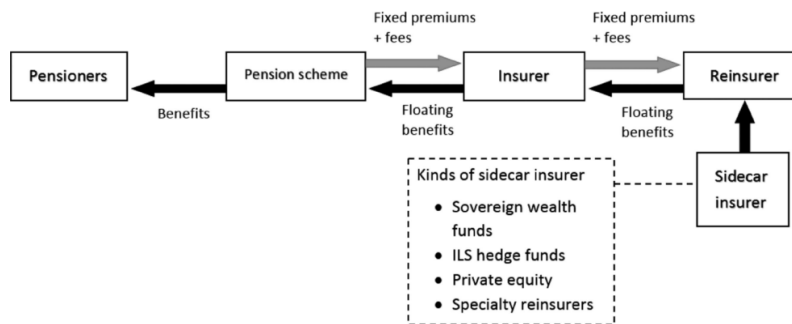 Fixed premiums
+ fees
Fixed premiums
+ fees
Pensioners
Pension scheme
Insurer
Reinsurer
Benefits
Floating
benefits
Floating
benefits
Kinds of sidecar insurer
• Sovereign wealth
funds
• ILS hedge funds
• Private equity
• Specialty reinsurers
Sidecar
insurer